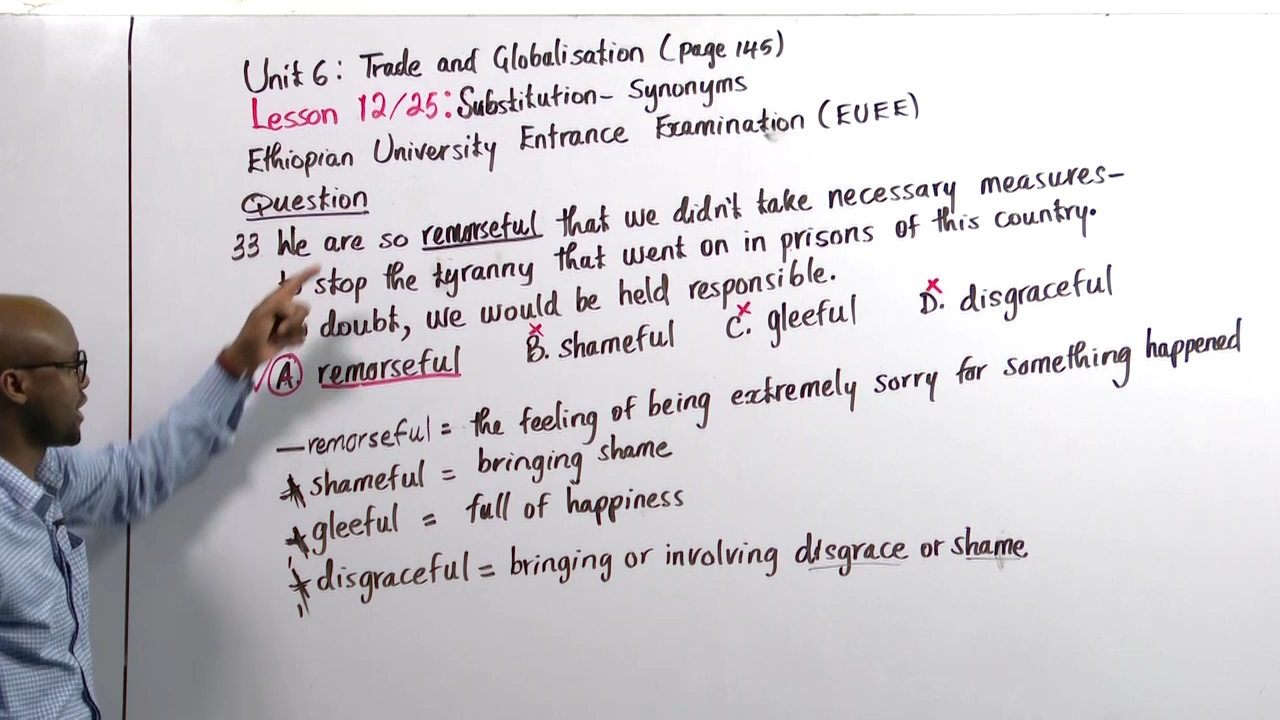 Unit 6: Trade and Globalisation (page 145)
Lesson 12/25: Substitution- Synonyms
Ethiopian University Entrance Examination (EUEE)
Question
33 We are so remorseful that we didn't take necessary measures-
stop the tyranny that went on in prisons of this country.
doubt, we would be held responsible.
A. remorseful B. shameful C. gleeful D. disgraceful
-remorseful = the feeling of being extremely sorry for something happened
shameful = bringing shame
gleeful = full of happiness
disgraceful = bringing or involving disgrace or shame